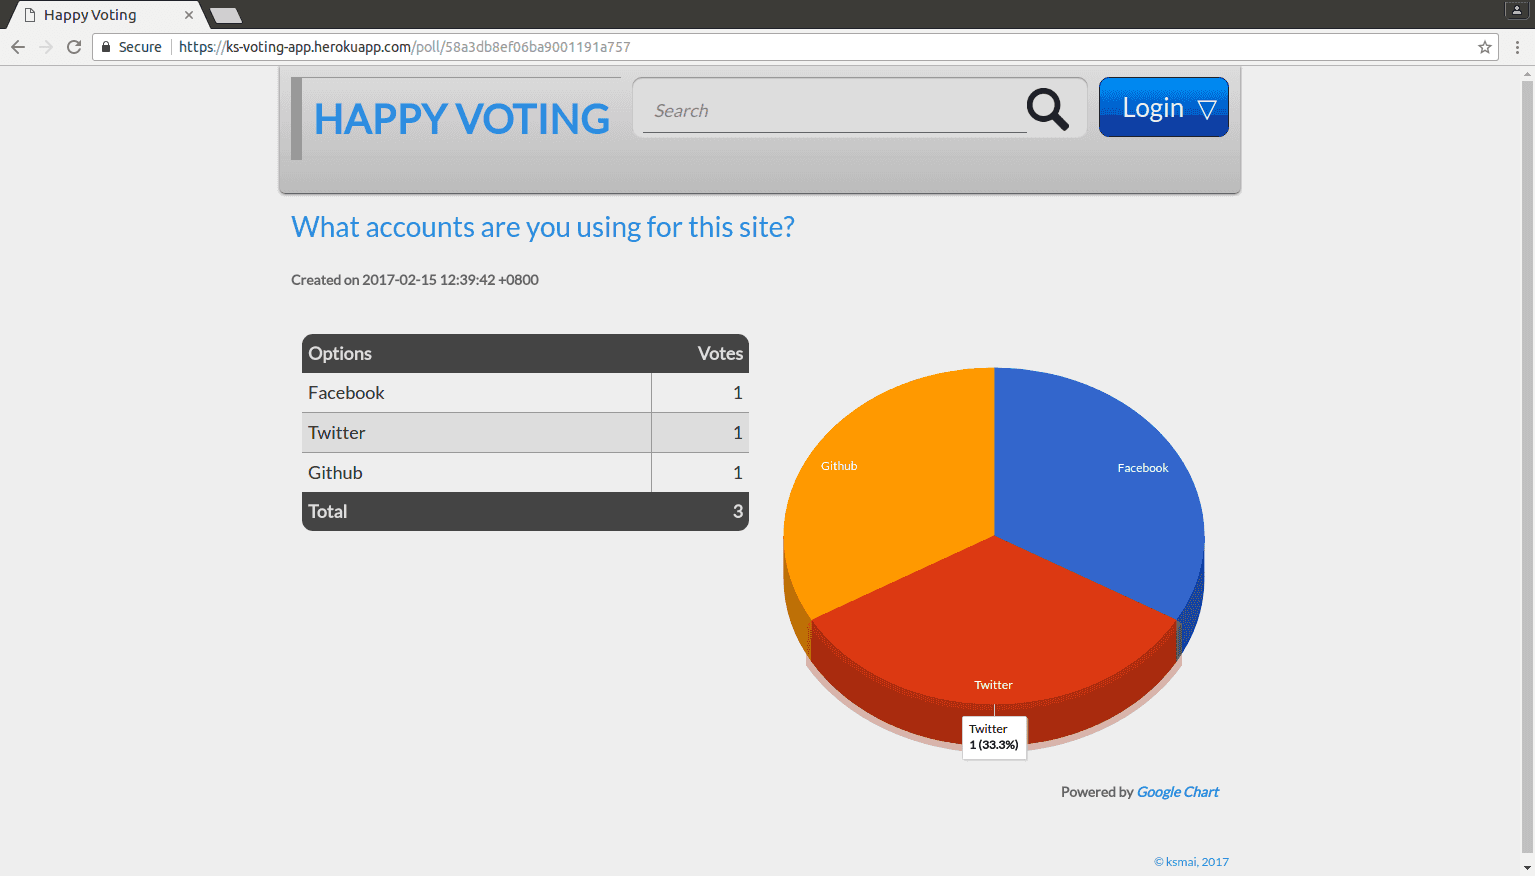 Happy Voting
Secure https://ks-voting-app.herokuapp.com/poll/58a3db8ef06ba9001191a757
HAPPY VOTING
Search
Login ▽
What accounts are you using for this site?
Created on 2017-02-15 12:39:42 +0800
Options Votes
Facebook 1
Twitter 1
Github 1
Total 3
Github
Facebook
Twitter
Twitter
1 (33.3%)
Powered by Google Chart
© ksmai, 2017